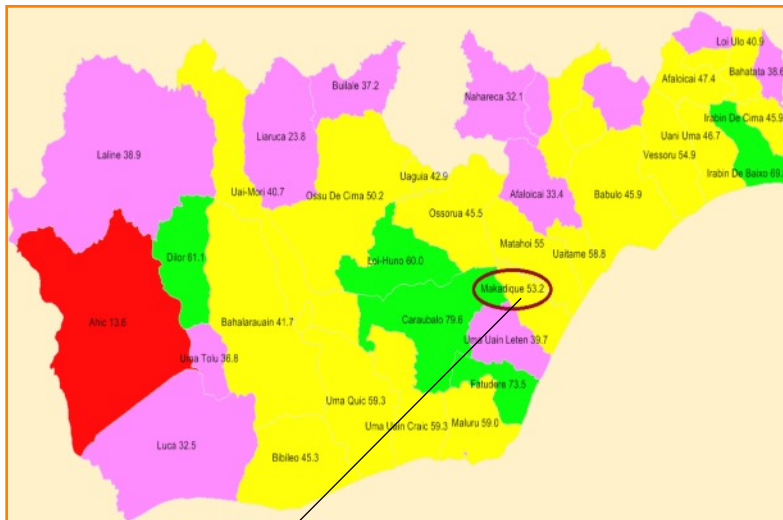 Loi Ulo 40.9
Bahatata 38.6
Afaloicai 47.4
Builale 37.2
Nahareca 32.1
Irabin De Cima 45.9
Liaruca 23.8
Uani Uma 46.7
Laline 38.9
Vessoru 54.9
Uaguia 42.9
Irabin De Baixo 69.
Uai-Mori 40.7
Ossu De Cima 50.2
Afaloicai 33.4
Babulo 45.9
Ossorua 45.5
Matahoi 55
Uaitame 58.8
Dilor 61.1
Loi-Huno 60.0
Makadique 53.2
Ahic 13.6
Bahalarauain 41.7
Caraubalo 79.6
Uma Uain Leten 39.7
Uma Tolu 36.8
Fatudere 73.5
Uma Quic 59.3
Uma Uain Craic 59.3
Maluru 59.0
Luca 32.5
Bibileo 45.3